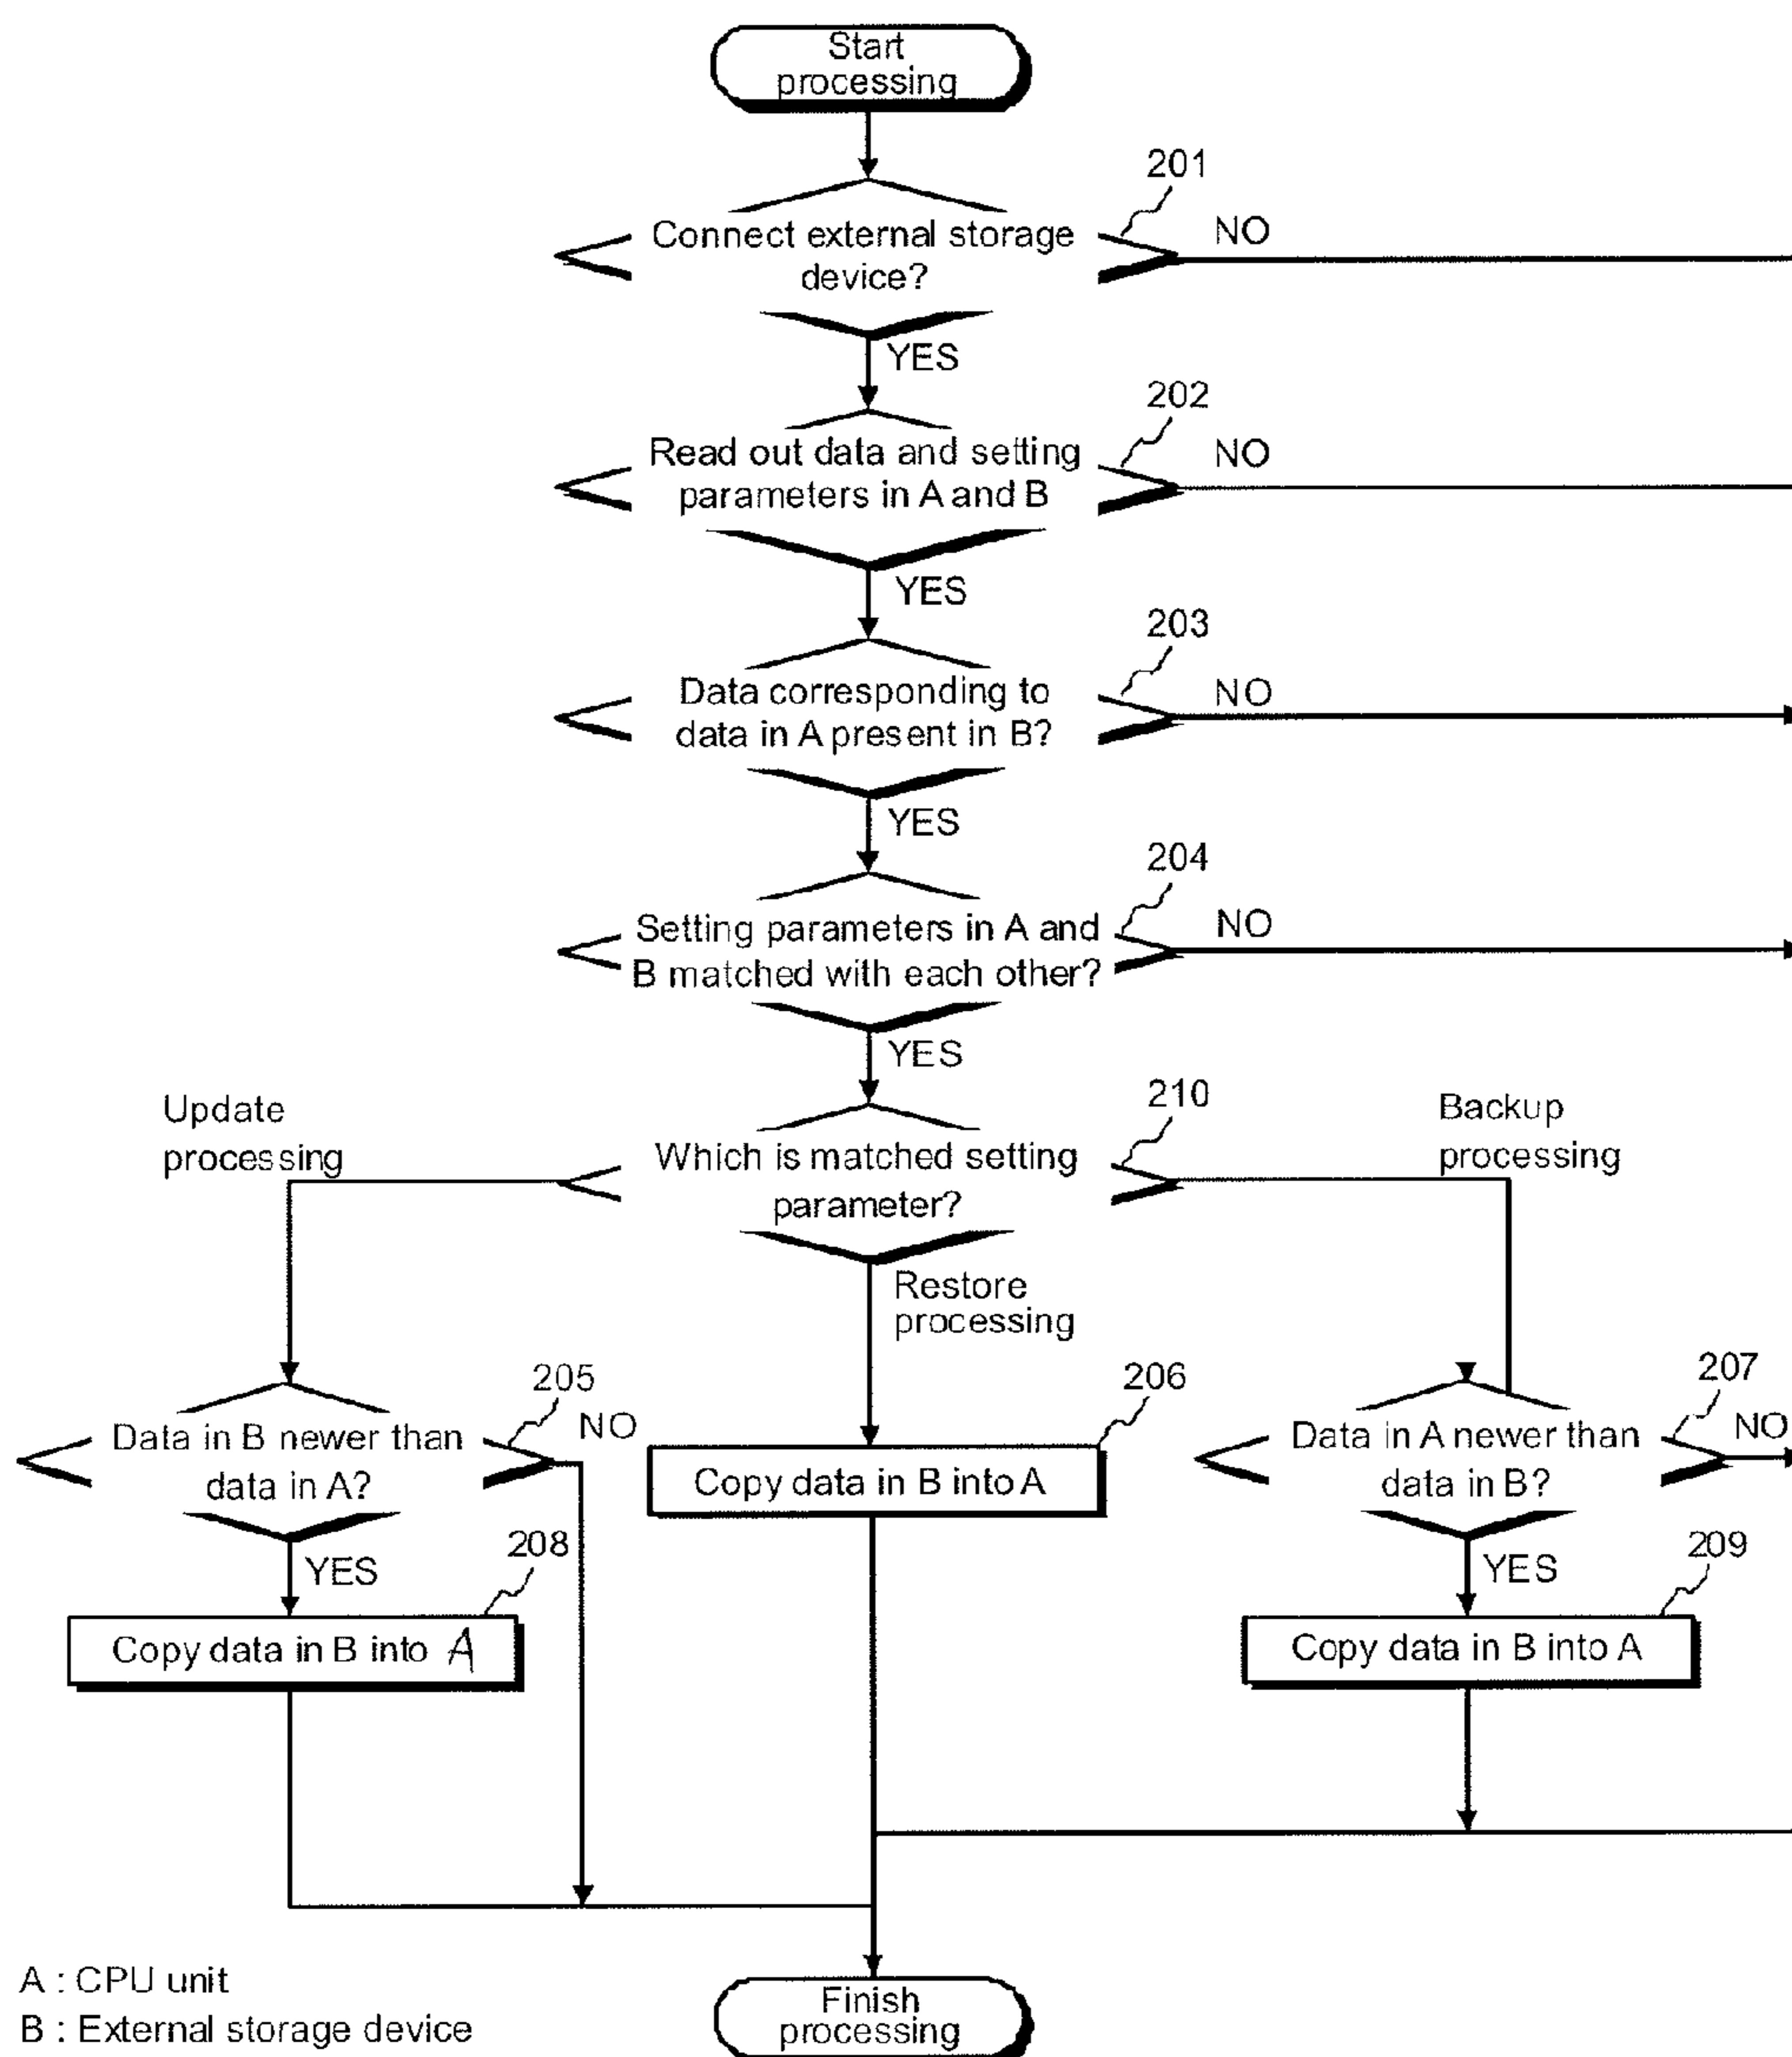 Start
processing
201
Connect external storage
device?
NO
YES
202
Read out data and setting
parameters in A and B
NO
YES
203
Data corresponding to
data in A present in B?
NO
YES
204
Setting parameters in A and
B matched with each other?
NO
YES
210
Which is matched setting
parameter?
Update
processing
Restore
processing
Backup
processing
205
Data in B newer than
data in A?
NO
YES
206
Copy data in B into A
207
Data in A newer than
data in B?
NO
YES
208
Copy data in B into A
209
Copy data in B into A
A : CPU unit
B : External storage device
Finish
processing